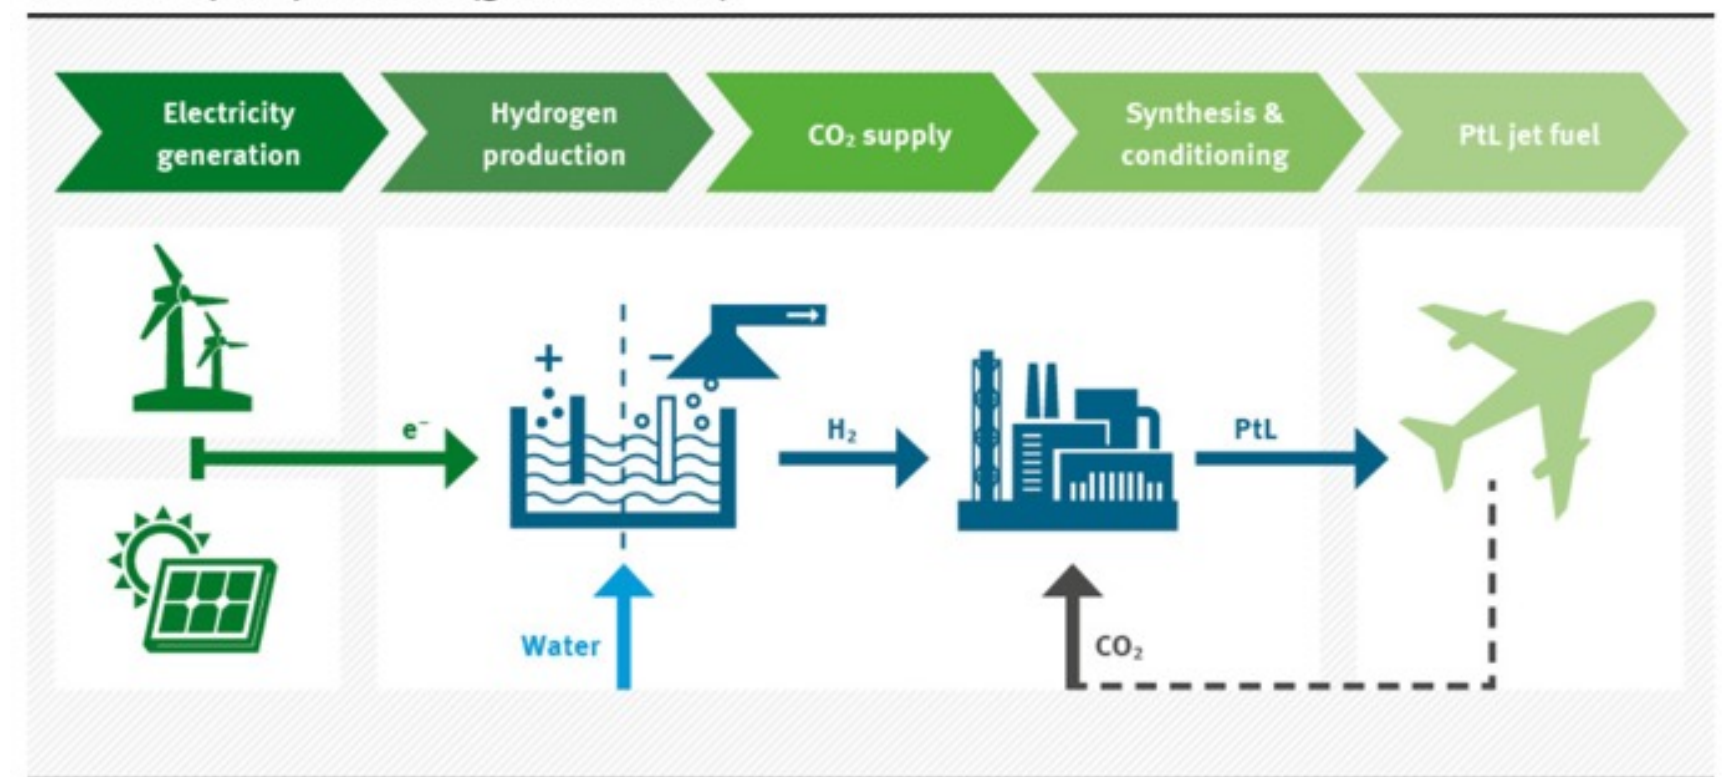 Electricity
generation
Hydrogen
production
CO₂ supply
Synthesis &
conditioning
PtL jet fuel
+
−
e⁻
H₂
PtL
Water
CO₂